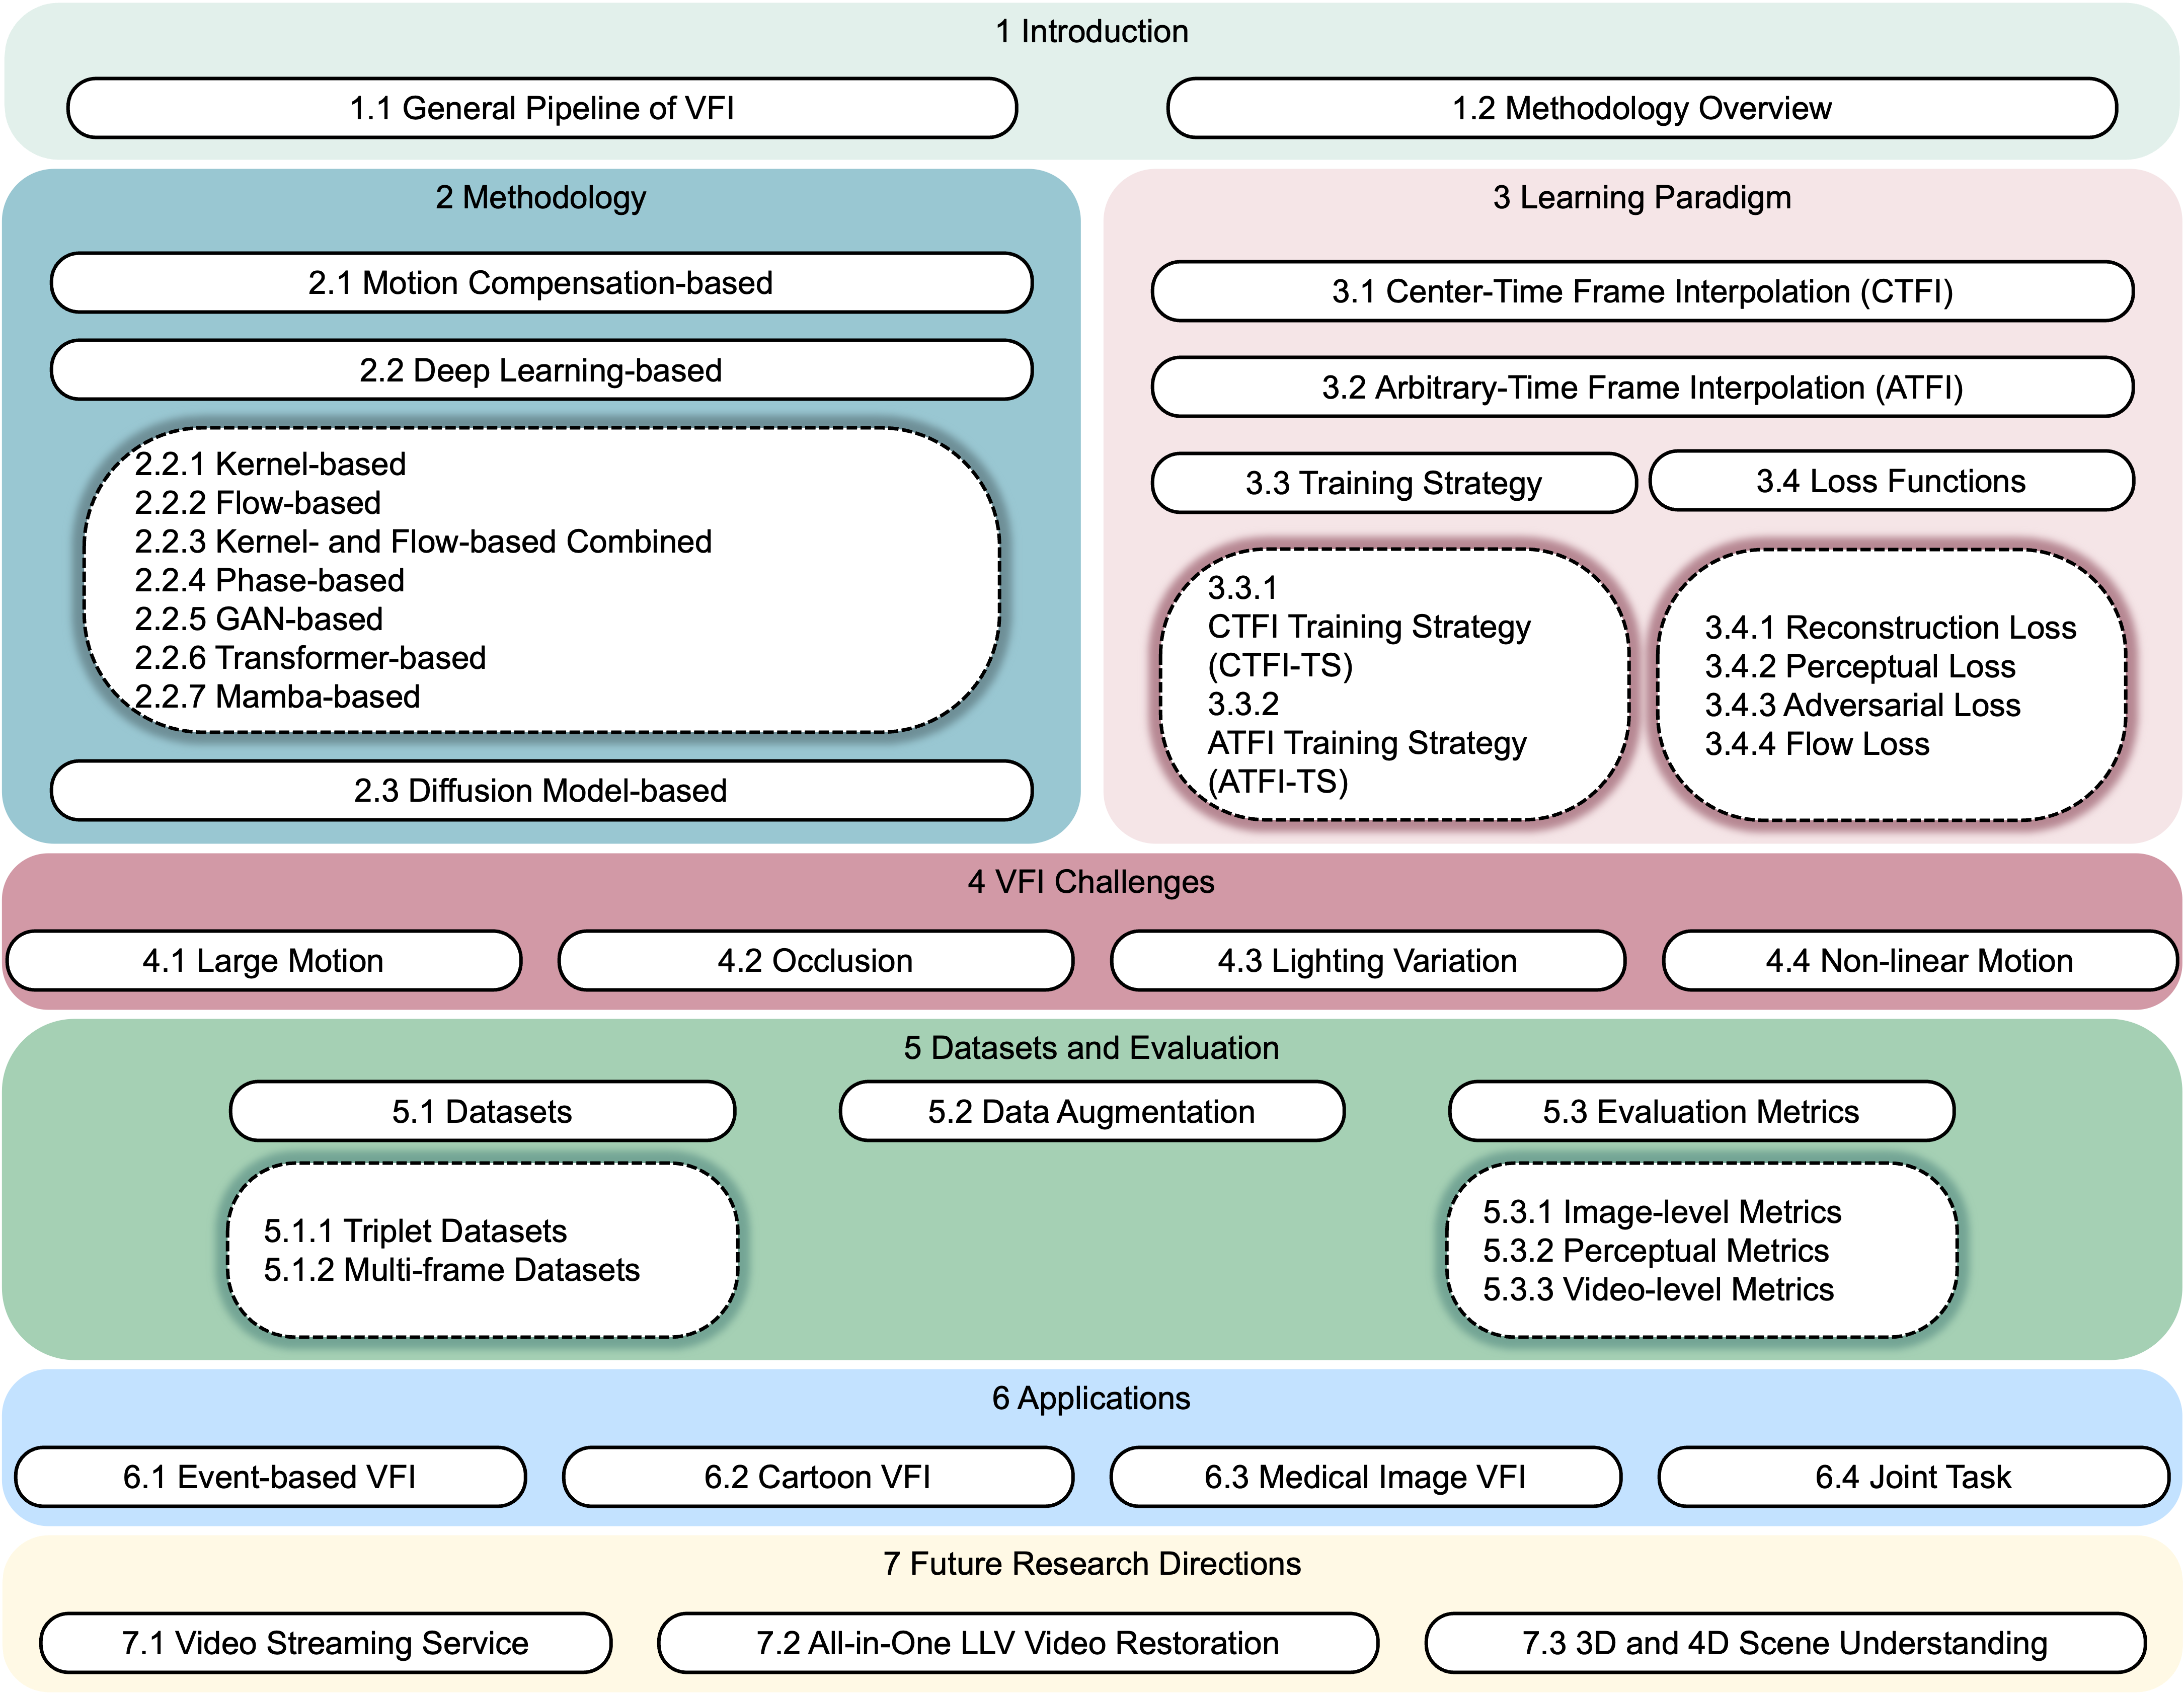 1 Introduction
1.1 General Pipeline of VFI
1.2 Methodology Overview
2 Methodology
2.1 Motion Compensation-based
2.2 Deep Learning-based
2.2.1 Kernel-based
2.2.2 Flow-based
2.2.3 Kernel- and Flow-based Combined
2.2.4 Phase-based
2.2.5 GAN-based
2.2.6 Transformer-based
2.2.7 Mamba-based
2.3 Diffusion Model-based
3 Learning Paradigm
3.1 Center-Time Frame Interpolation (CTFI)
3.2 Arbitrary-Time Frame Interpolation (ATFI)
3.3 Training Strategy
3.3.1
CTFI Training Strategy
(CTFI-TS)
3.3.2
ATFI Training Strategy
(ATFI-TS)
3.4 Loss Functions
3.4.1 Reconstruction Loss
3.4.2 Perceptual Loss
3.4.3 Adversarial Loss
3.4.4 Flow Loss
4 VFI Challenges
4.1 Large Motion
4.2 Occlusion
4.3 Lighting Variation
4.4 Non-linear Motion
5 Datasets and Evaluation
5.1 Datasets
5.1.1 Triplet Datasets
5.1.2 Multi-frame Datasets
5.2 Data Augmentation
5.3 Evaluation Metrics
5.3.1 Image-level Metrics
5.3.2 Perceptual Metrics
5.3.3 Video-level Metrics
6 Applications
6.1 Event-based VFI
6.2 Cartoon VFI
6.3 Medical Image VFI
6.4 Joint Task
7 Future Research Directions
7.1 Video Streaming Service
7.2 All-in-One LLV Video Restoration
7.3 3D and 4D Scene Understanding